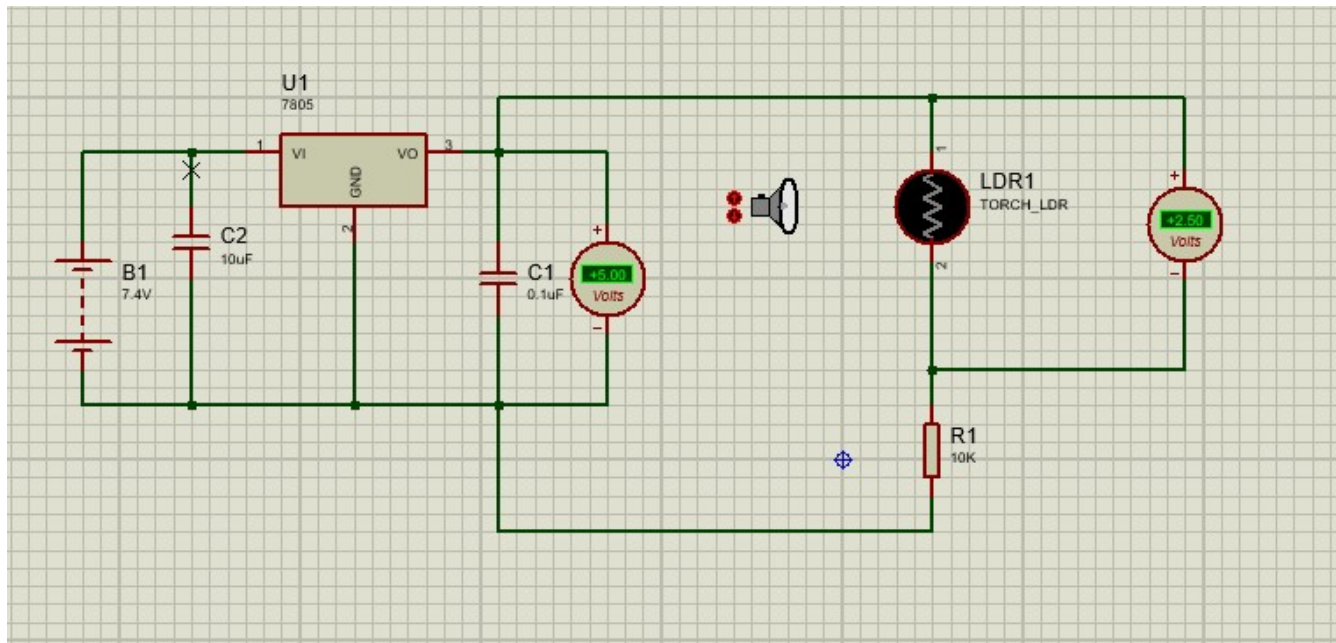 U1
7805
1
VI
VO
3
GND
2
C2
10uF
B1
7.4V
C1
0.1uF
+
+5.00
Volts
−
1
LDR1
TORCH_LDR
2
+
+2.50
Volts
−
R1
10K